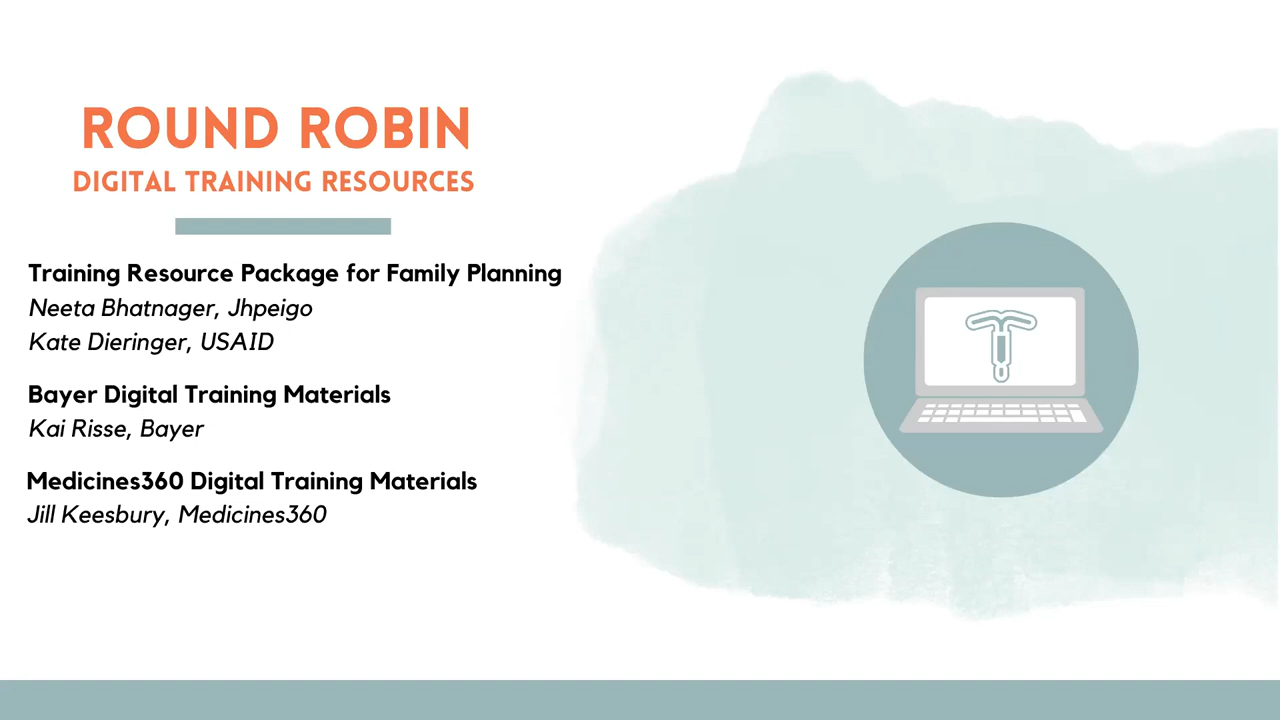 ROUND ROBIN
DIGITAL TRAINING RESOURCES
Training Resource Package for Family Planning
Neeta Bhatnager, Jhpeigo
Kate Dieringer, USAID
Bayer Digital Training Materials
Kai Risse, Bayer
Medicines360 Digital Training Materials
Jill Keesbury, Medicines360